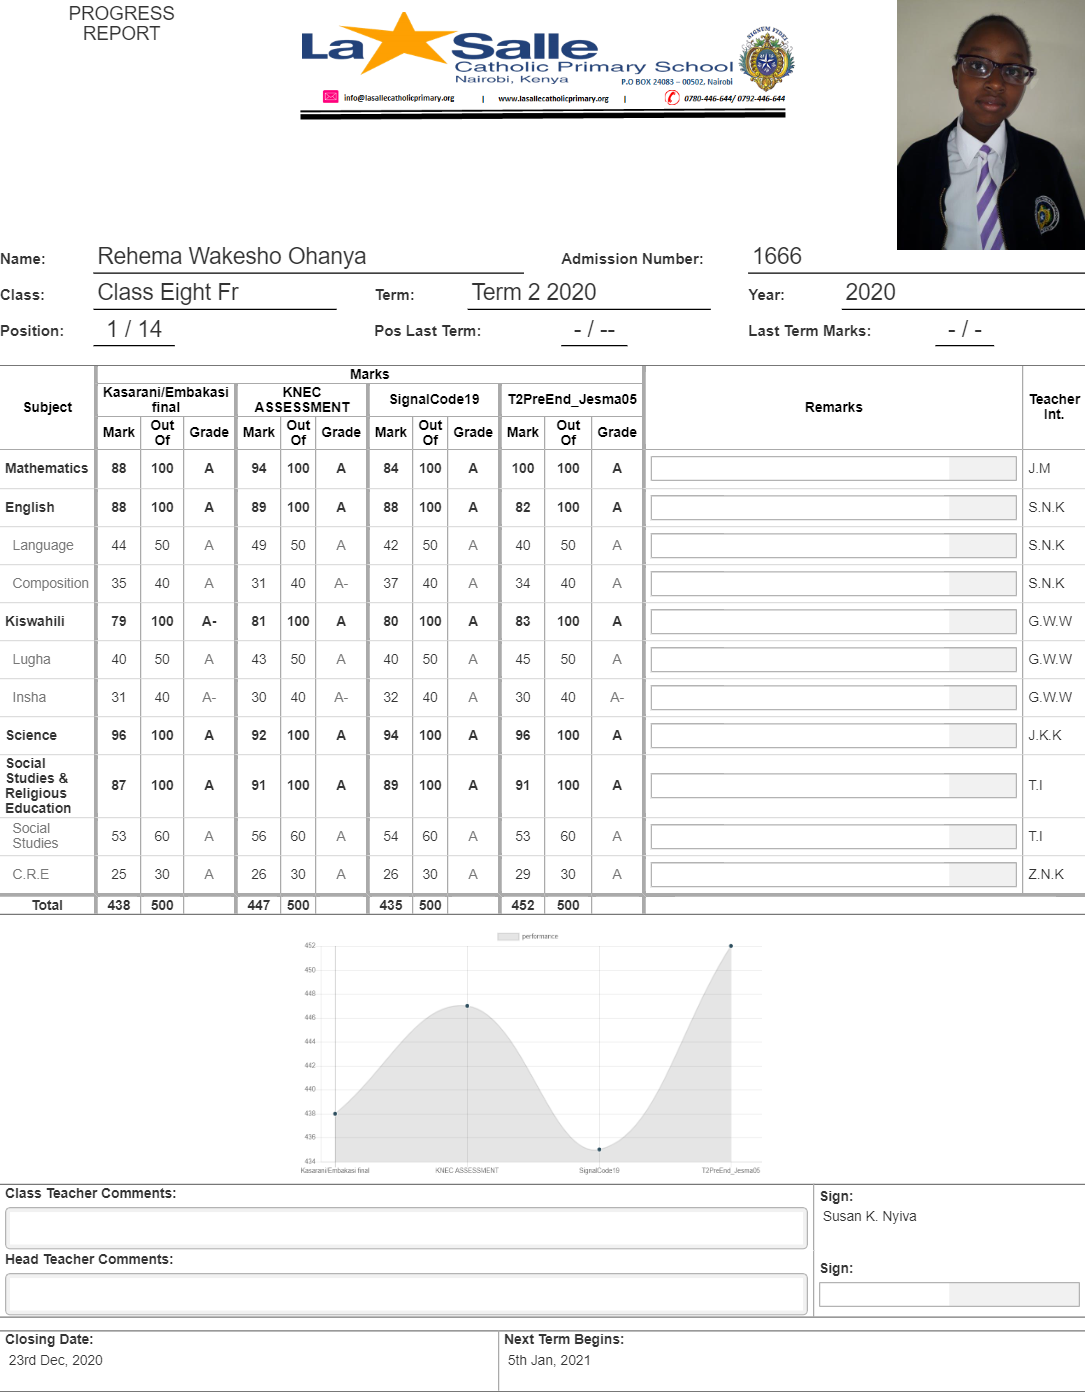 PROGRESS
REPORT
La Salle
Catholic Primary School
Nairobi, Kenya
P.O BOX 24083 – 00502. Nairobi
SIGNUM FIDEI
info@lasallecatholicprimary.org | www.lasallecatholicprimary.org | 0780-446-644/ 0792-446-644
Name: Rehema Wakesho Ohanya Admission Number: 1666
Class: Class Eight Fr Term: Term 2 2020 Year: 2020
Position: 1 / 14 Pos Last Term: - / -- Last Term Marks: - / -
Marks
Subject Kasarani/Embakasi final KNEC ASSESSMENT SignalCode19 T2PreEnd_Jesma05 Remarks Teacher Int.
Mark Out Of Grade Mark Out Of Grade Mark Out Of Grade Mark Out Of Grade
Mathematics 88 100 A 94 100 A 84 100 A 100 100 A J.M
English 88 100 A 89 100 A 88 100 A 82 100 A S.N.K
Language 44 50 A 49 50 A 42 50 A 40 50 A S.N.K
Composition 35 40 A 31 40 A- 37 40 A 34 40 A S.N.K
Kiswahili 79 100 A- 81 100 A 80 100 A 83 100 A G.W.W
Lugha 40 50 A 43 50 A 40 50 A 45 50 A G.W.W
Insha 31 40 A- 30 40 A- 32 40 A 30 40 A- G.W.W
Science 96 100 A 92 100 A 94 100 A 96 100 A J.K.K
Social Studies & Religious Education 87 100 A 91 100 A 89 100 A 91 100 A T.I
Social Studies 53 60 A 56 60 A 54 60 A 53 60 A T.I
C.R.E 25 30 A 26 30 A 26 30 A 29 30 A Z.N.K
Total 438 500 447 500 435 500 452 500
performance
452
450
448
446
444
442
440
438
436
434
Kasarani/Embakasi final KNEC ASSESSMENT SignalCode19 T2PreEnd_Jesma05
Class Teacher Comments:
Sign:
Susan K. Nyiva
Head Teacher Comments:
Sign:
Closing Date: Next Term Begins:
23rd Dec, 2020 5th Jan, 2021